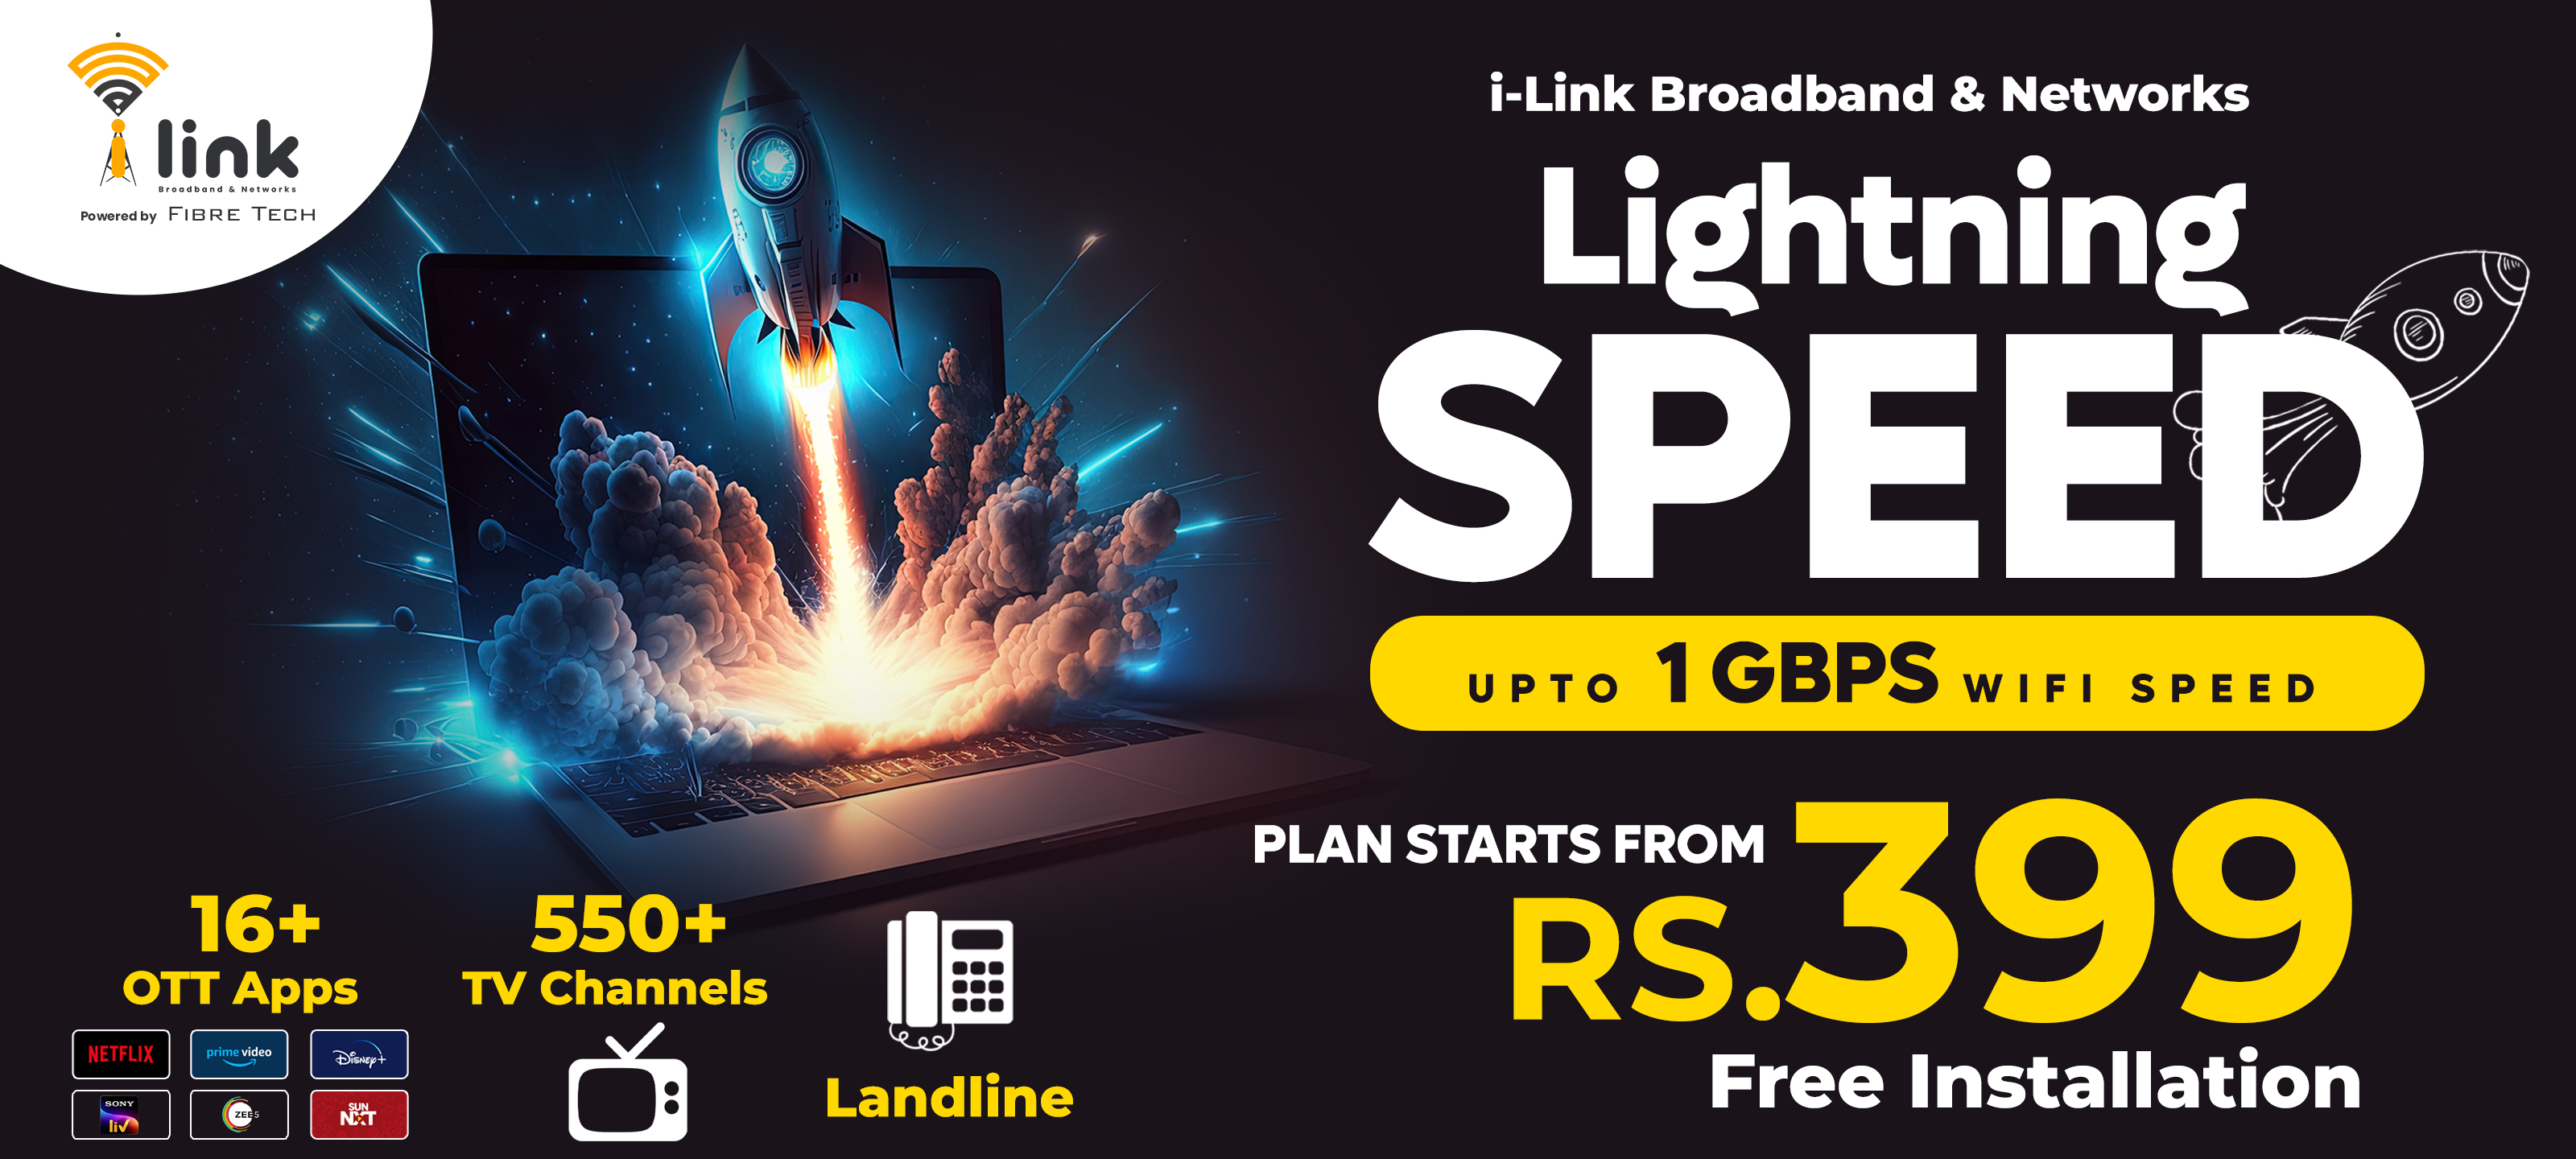 link
Broadband & Networks
Powered by FIBRE TECH
i-Link Broadband & Networks
Lightning
SPEED
UPTO 1 GBPS WIFI SPEED
PLAN STARTS FROM
RS.399
Free Installation
16+
OTT Apps
NETFLIX
prime video
Disney+
SONY
liv
ZEE5
SUN
NXT
550+
TV Channels
Landline